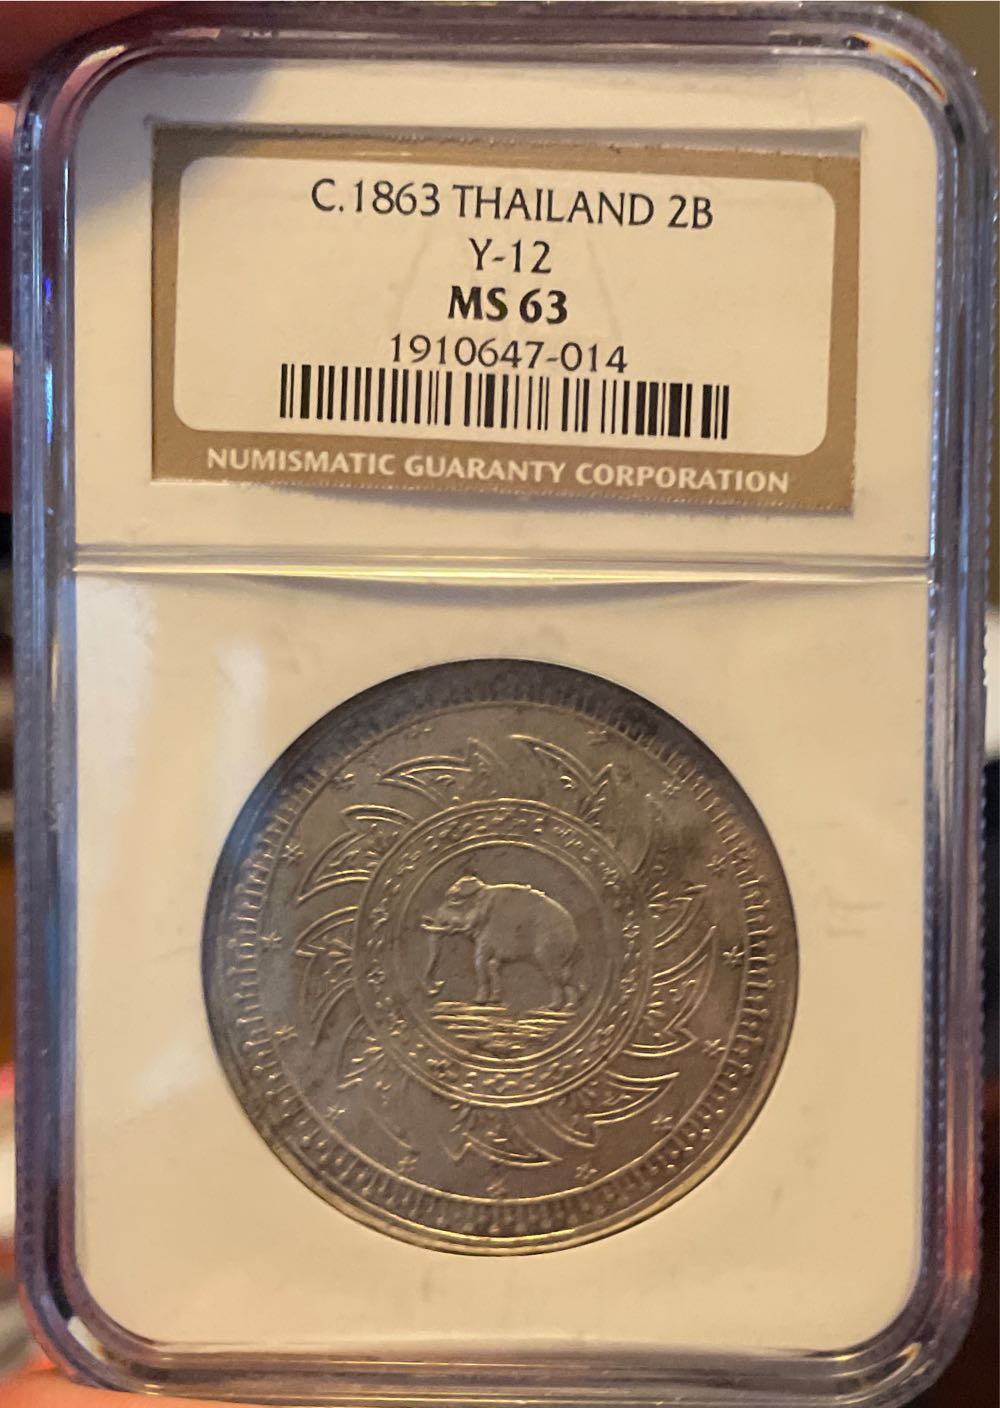 C.1863 THAILAND 2B
Y-12
MS 63
1910647-014
NUMISMATIC GUARANTY CORPORATION